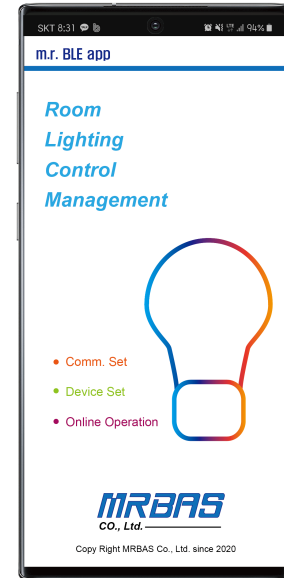 SKT 8:31
94%
m.r. BLE app
Room
Lighting
Control
Management
Comm. Set
Device Set
Online Operation
MRBAS
CO., Ltd.
Copy Right MRBAS Co., Ltd. since 2020